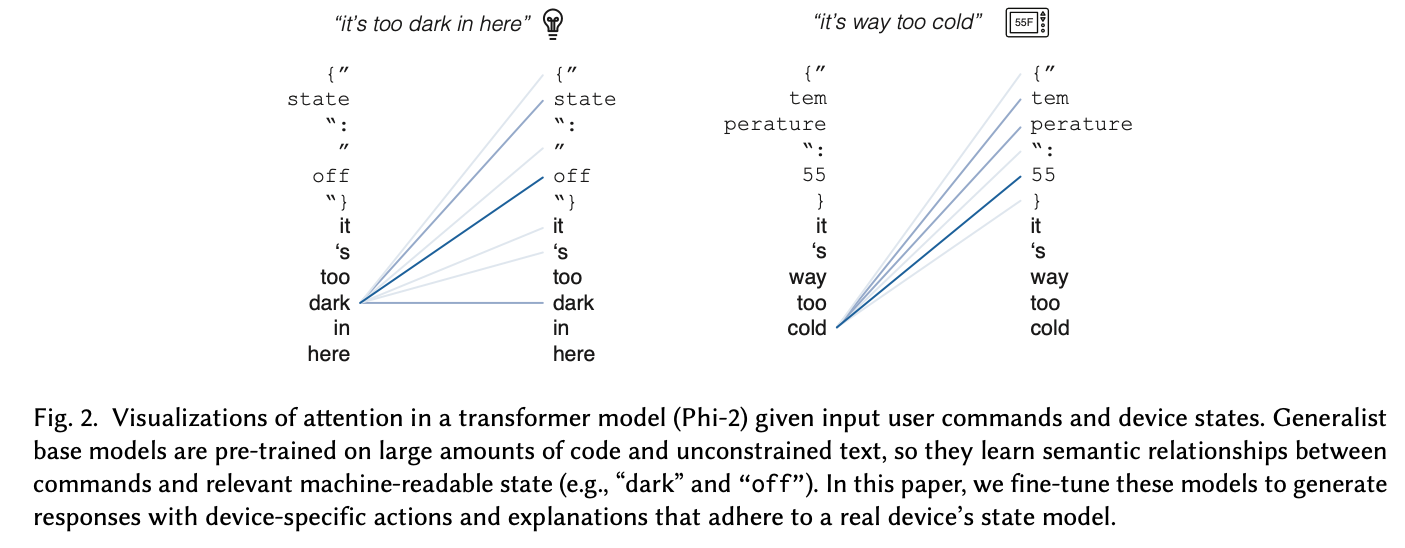 “it’s too dark in here”
{”
state
“:
”
off
“}
it
‘s
too
dark
in
here
{”
state
“:
”
off
“}
it
‘s
too
dark
in
here
“it’s way too cold”
55F
{”
tem
perature
“:
55
}
it
‘s
way
too
cold
{”
tem
perature
“:
55
}
it
‘s
way
too
cold
Fig. 2. Visualizations of attention in a transformer model (Phi-2) given input user commands and device states. Generalist
base models are pre-trained on large amounts of code and unconstrained text, so they learn semantic relationships between
commands and relevant machine-readable state (e.g., “dark” and “off”). In this paper, we fine-tune these models to generate
responses with device-specific actions and explanations that adhere to a real device’s state model.